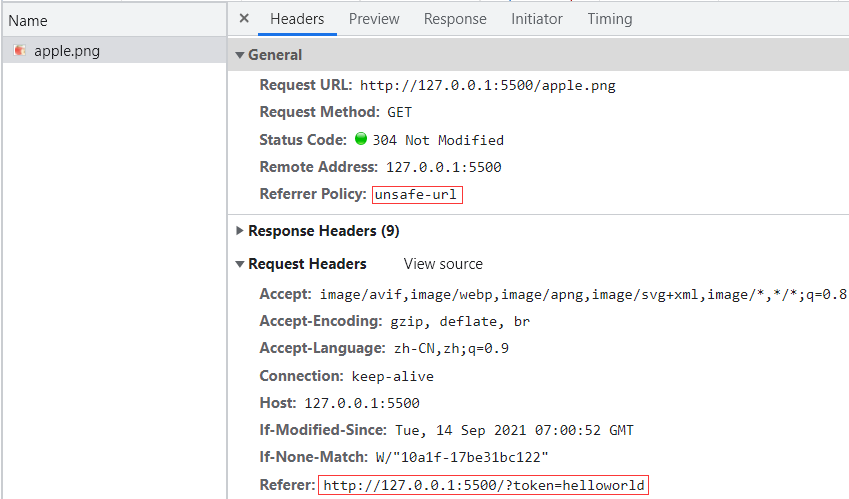 Name
apple.png
× Headers Preview Response Initiator Timing
General
Request URL: http://127.0.0.1:5500/apple.png
Request Method: GET
Status Code: 304 Not Modified
Remote Address: 127.0.0.1:5500
Referrer Policy: unsafe-url
Response Headers (9)
Request Headers View source
Accept: image/avif,image/webp,image/apng,image/svg+xml,image/*,*/*;q=0.8
Accept-Encoding: gzip, deflate, br
Accept-Language: zh-CN,zh;q=0.9
Connection: keep-alive
Host: 127.0.0.1:5500
If-Modified-Since: Tue, 14 Sep 2021 07:00:52 GMT
If-None-Match: W/"10a1f-17be31bc122"
Referer: http://127.0.0.1:5500/?token=helloworld